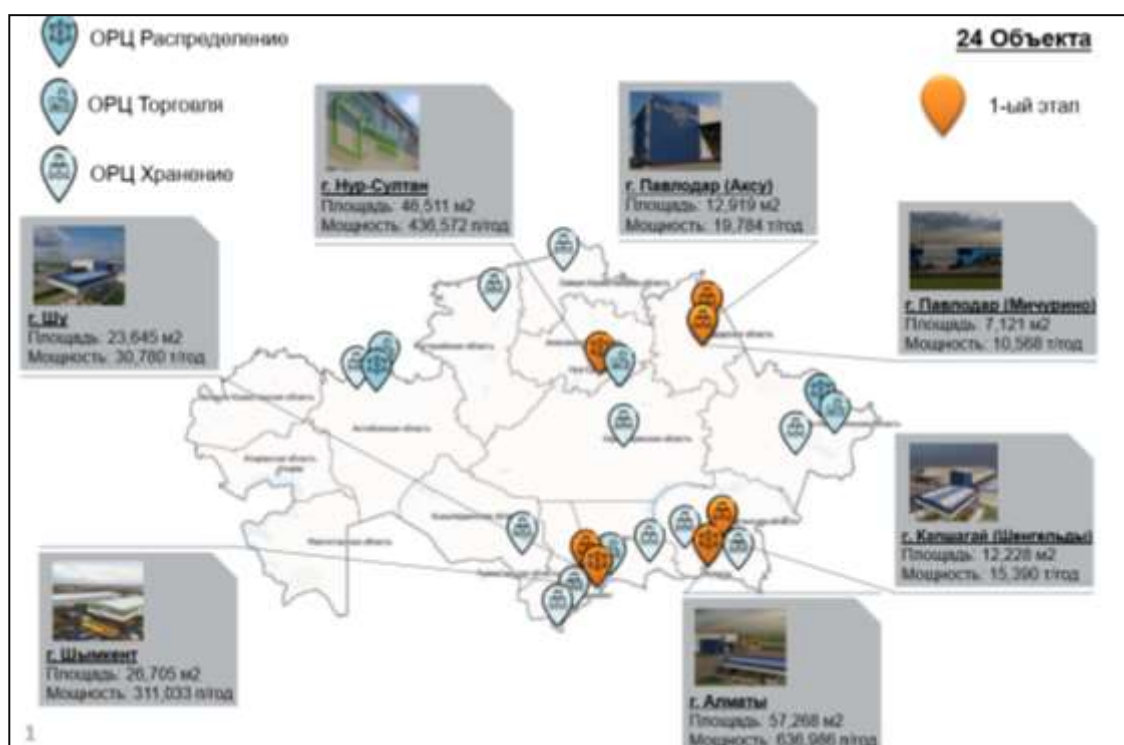 ОРЦ Распределение
ОРЦ Торговля
ОРЦ Хранение
24 Объекта
1-ый этап
г. Нур-Султан
Площадь: 46,511 м2
Мощность: 436,572 п/год
г. Павлодар (Аксу)
Площадь: 12,919 м2
Мощность: 19,784 т/год
г. Павлодар (Мичурино)
Площадь: 7,121 м2
Мощность: 10,568 т/год
г. Шу
Площадь: 23,645 м2
Мощность: 30,780 т/год
Актюбинская область
г. Капшагай (Шенгельды)
Площадь: 12,228 м2
Мощность: 15,390 т/год
г. Шымкент
Площадь: 26,705 м2
Мощность: 311,033 п/год
г. Алматы
Площадь: 57,268 м2
Мощность: 636,986 п/год
1